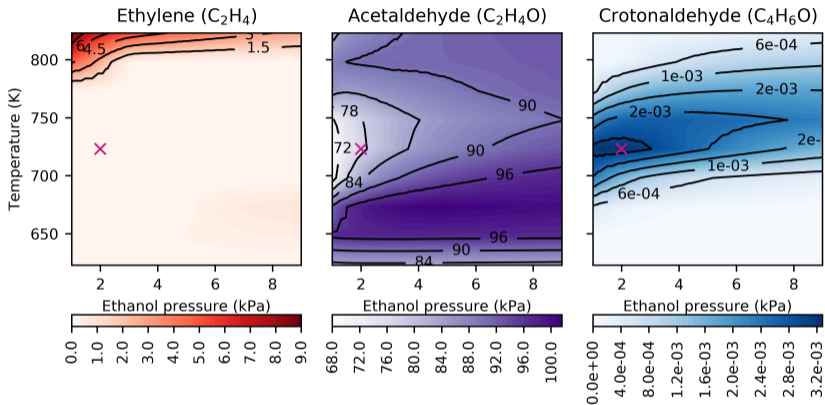 Ethylene (C₂H₄)
Acetaldehyde (C₂H₄O)
Crotonaldehyde (C₄H₆O)
Temperature (K)
800
750
700
650
6
4.5
3
1.5
2
4
6
8
Ethanol pressure (kPa)
0.0
1.0
2.0
3.0
4.0
5.0
6.0
7.0
8.0
9.0
78
72
84
90
90
96
96
90
84
2
4
6
8
Ethanol pressure (kPa)
68.0
72.0
76.0
80.0
84.0
88.0
92.0
96.0
100.0
6e-04
1e-03
2e-03
2e-03
2e-
1e-03
6e-04
2
4
6
8
Ethanol pressure (kPa)
0.0e+00
4.0e-04
8.0e-04
1.2e-03
1.6e-03
2.0e-03
2.4e-03
2.8e-03
3.2e-03